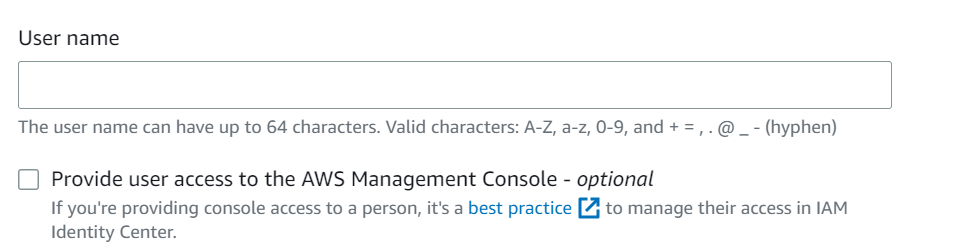 User name
The user name can have up to 64 characters. Valid characters: A-Z, a-z, 0-9, and + = , . @ _ - (hyphen)
Provide user access to the AWS Management Console - optional
If you're providing console access to a person, it's a best practice to manage their access in IAM
Identity Center.